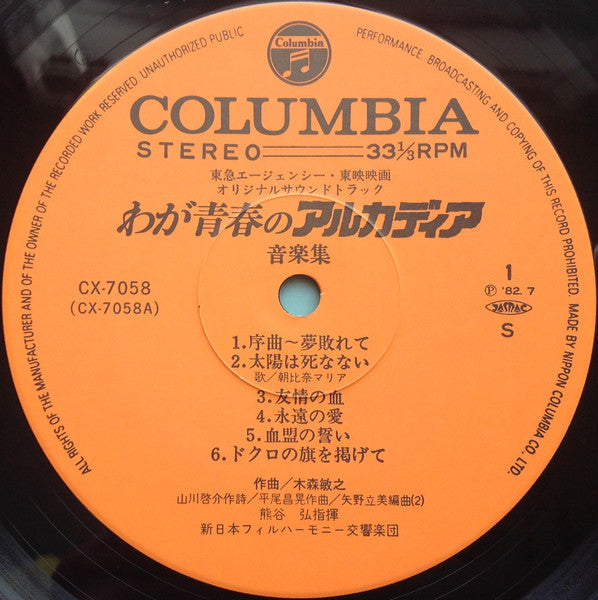 Columbia
COLUMBIA
STEREO 33⅓RPM
東急エージェンシー・東映映画
オリジナルサウンドトラック
わが青春のアルカディア
音楽集
CX-7058
(CX-7058A)
1
Ⓟ '82.7
JASRAC
S
1.序曲〜夢敗れて
2.太陽は死なない
歌/朝比奈マリア
3.友情の血
4.永遠の愛
5.血盟の誓い
6.ドクロの旗を掲げて
作曲/木森敏之
山川啓介作詩/平尾昌晃作曲/矢野立美編曲(2)
熊谷 弘指揮
新日本フィルハーモニー交響楽団
ALL RIGHTS OF THE MANUFACTURER AND OF THE OWNER OF THE RECORDED WORK RESERVED. UNAUTHORIZED PUBLIC PERFORMANCE. BROADCASTING AND COPYING OF THIS RECORD PROHIBITED. MADE BY NIPPON COLUMBIA CO. LTD.